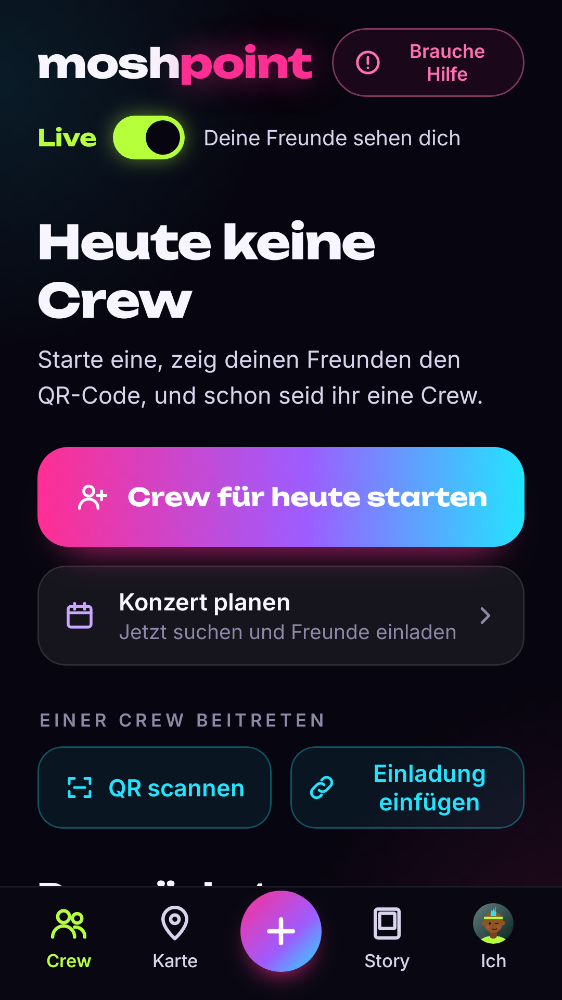 moshpoint
Brauche
Hilfe
Live
Deine Freunde sehen dich
Heute keine
Crew
Starte eine, zeig deinen Freunden den
QR-Code, und schon seid ihr eine Crew.
Crew für heute starten
Konzert planen
Jetzt suchen und Freunde einladen
EINER CREW BEITRETEN
QR scannen
Einladung
einfügen
Crew
Karte
Story
Ich